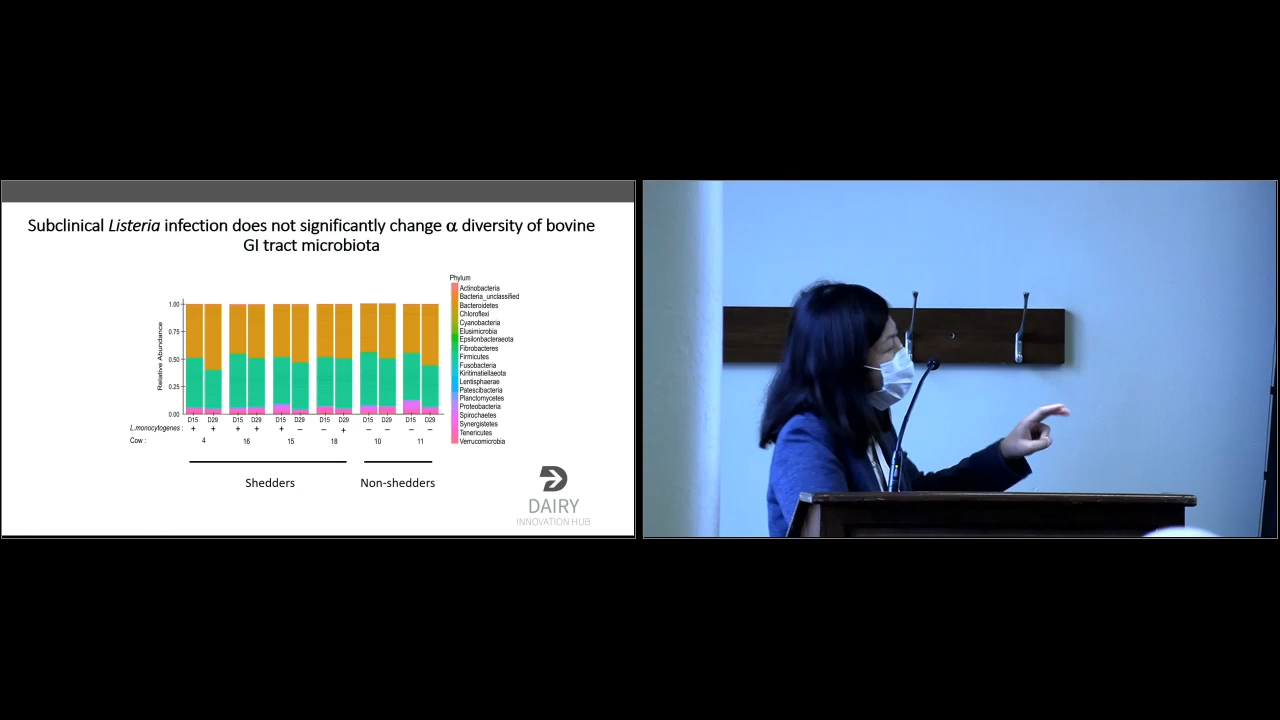 Subclinical Listeria infection does not significantly change α diversity of bovine
GI tract microbiota
Phylum
Actinobacteria
Bacteria_unclassified
Bacteroidetes
Chloroflexi
Cyanobacteria
Elusimicrobia
Epsilonbacteraeota
Fibrobacteres
Firmicutes
Fusobacteria
Kiritimatiellaeota
Lentisphaerae
Patescibacteria
Planctomycetes
Proteobacteria
Spirochaetes
Synergistetes
Tenericutes
Verrucomicrobia
Relative Abundance
1.00
0.75
0.50
0.25
0.00
D15 D29 D15 D29 D15 D29 D15 D29 D15 D29 D15 D29
L.monocytogenes : + + + + + – – + – – – –
Cow : 4 16 15 18 10 11
Shedders Non-shedders
DAIRY
INNOVATION HUB